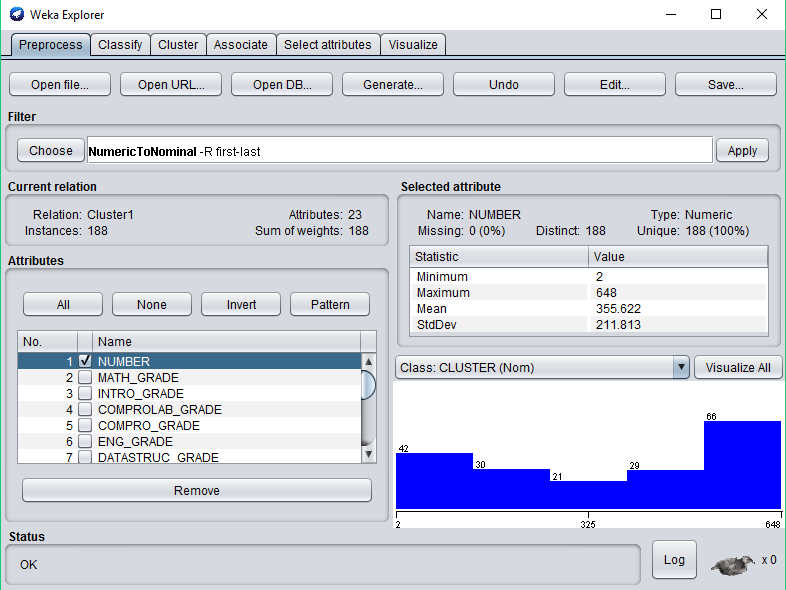 Weka Explorer
Preprocess Classify Cluster Associate Select attributes Visualize
Open file... Open URL... Open DB... Generate... Undo Edit... Save...
Filter
Choose NumericToNominal -R first-last Apply
Current relation
Relation: Cluster1 Attributes: 23
Instances: 188 Sum of weights: 188
Attributes
All None Invert Pattern
No. Name
1 NUMBER
2 MATH_GRADE
3 INTRO_GRADE
4 COMPROLAB_GRADE
5 COMPRO_GRADE
6 ENG_GRADE
7 DATASTRUC_GRADE
Remove
Selected attribute
Name: NUMBER Type: Numeric
Missing: 0 (0%) Distinct: 188 Unique: 188 (100%)
Statistic Value
Minimum 2
Maximum 648
Mean 355.622
StdDev 211.813
Class: CLUSTER (Nom) Visualize All
42 30 21 29 66
2 325 648
Status
OK Log x 0